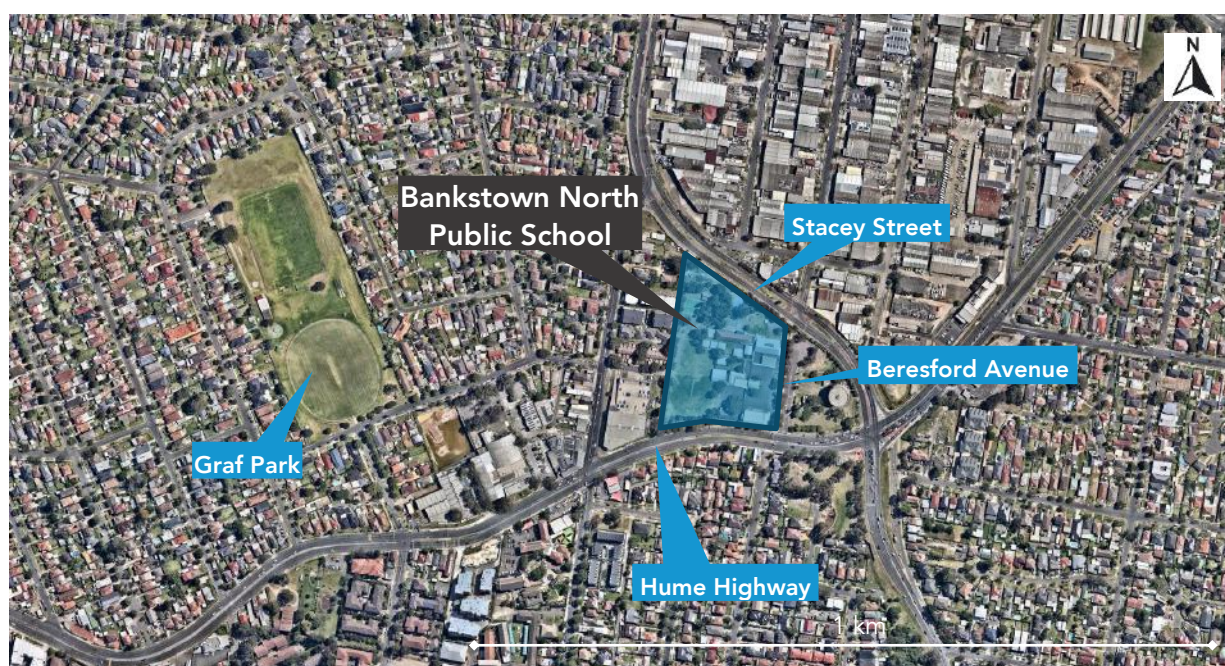 N
Bankstown North
Public School
Stacey Street
Beresford Avenue
Graf Park
Hume Highway
1 km